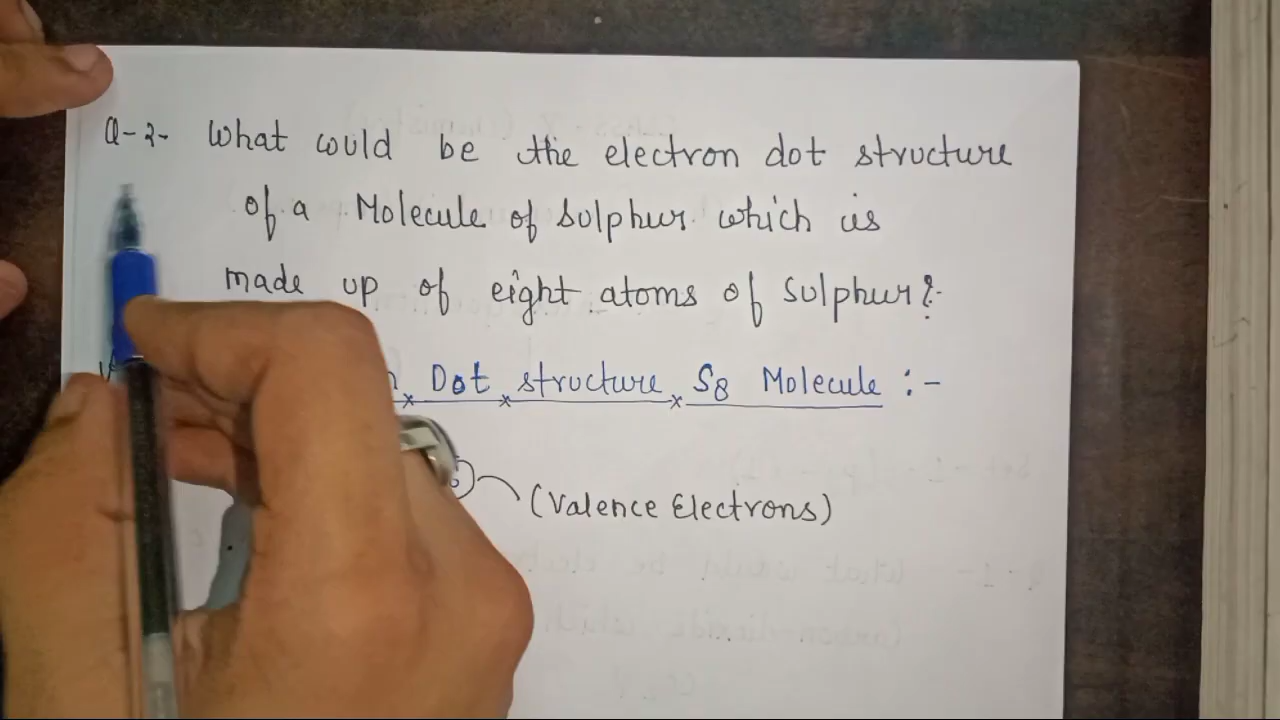 Q-2- What would be the electron dot structure
of a Molecule of Sulphur which is
made up of eight atoms of Sulphur?
Dot structure S8 Molecule :-
(Valence Electrons)